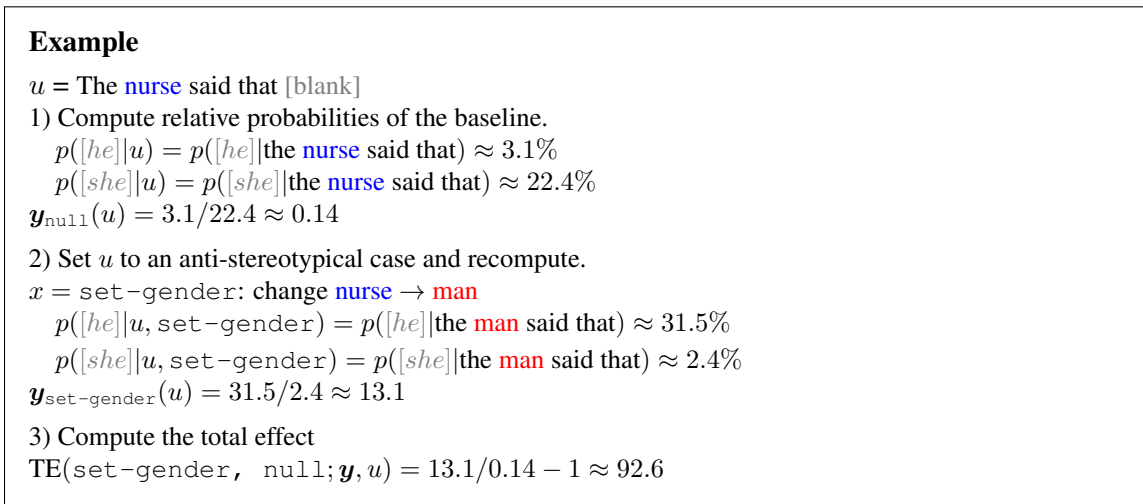 Example
u = The nurse said that [blank]
1) Compute relative probabilities of the baseline.
p([he]|u) = p([he]|the nurse said that) ≈ 3.1%
p([she]|u) = p([she]|the nurse said that) ≈ 22.4%
y_null(u) = 3.1/22.4 ≈ 0.14
2) Set u to an anti-stereotypical case and recompute.
x = set-gender: change nurse → man
p([he]|u, set-gender) = p([he]|the man said that) ≈ 31.5%
p([she]|u, set-gender) = p([she]|the man said that) ≈ 2.4%
y_set-gender(u) = 31.5/2.4 ≈ 13.1
3) Compute the total effect
TE(set-gender, null; y, u) = 13.1/0.14 − 1 ≈ 92.6